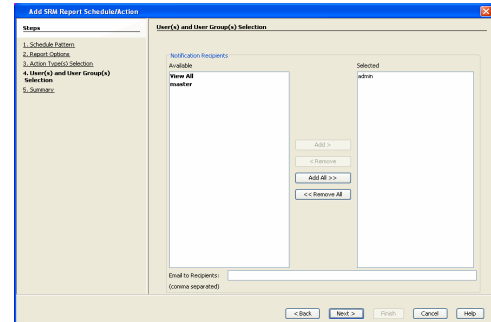 Add SRM Report Schedule/Action
Steps
1. Schedule Pattern
2. Report Options
3. Action Type(s) Selection
4. User(s) and User Group(s)
Selection
5. Summary
User(s) and User Group(s) Selection
Notification Recipients
Available
Selected
View All
master
admin
Add >
< Remove
Add All >>
<< Remove All
Email to Recipients:
(comma separated)
< Back
Next >
Finish
Cancel
Help